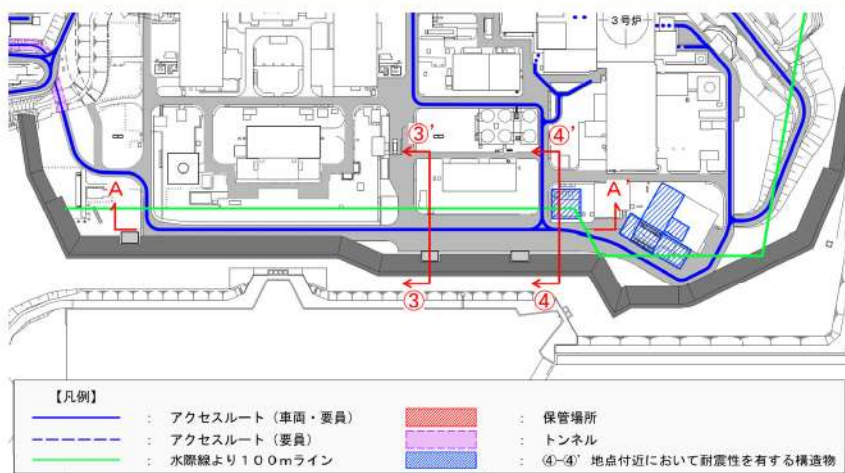 3号炉
③’
④’
A
A’
③
④
【凡例】
： アクセスルート（車両・要員）
： アクセスルート（要員）
： 水際線より１００ｍライン
： 保管場所
： トンネル
： ④-④’ 地点付近において耐震性を有する構造物